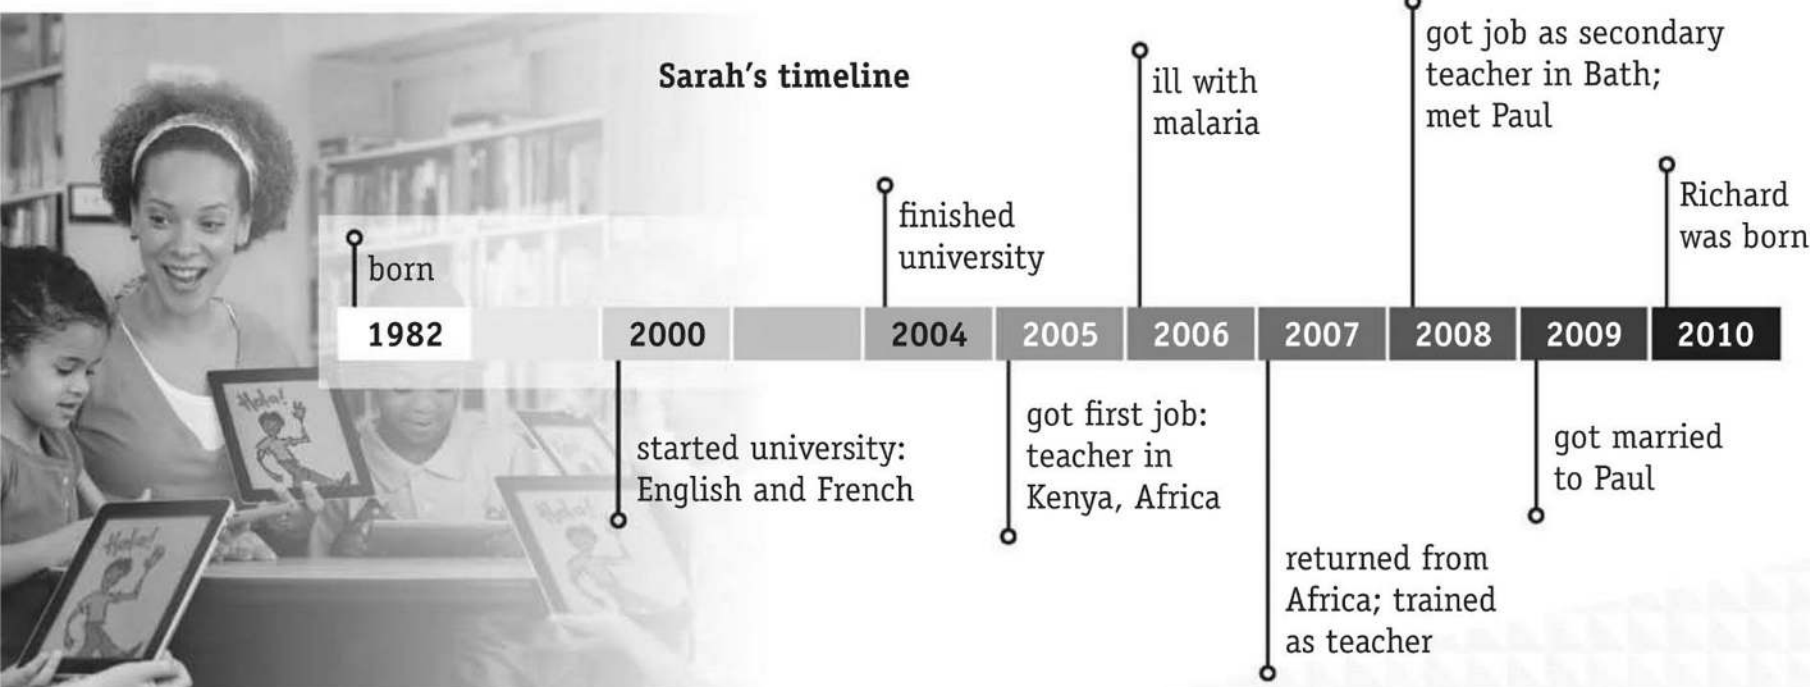 Sarah's timeline
born
started university:
English and French
finished
university
got first job:
teacher in
Kenya, Africa
ill with
malaria
returned from
Africa; trained
as teacher
got job as secondary
teacher in Bath;
met Paul
got married
to Paul
Richard
was born
1982 2000 2004 2005 2006 2007 2008 2009 2010
Hola!
Hola!